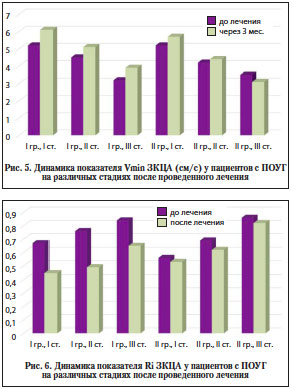 7
6
5
4
3
2
1
0
до лечения
через 3 мес.
I гр., I ст. I гр., II ст. I гр., III ст. II гр., I ст. II гр., II ст. II гр., III ст.
Рис. 5. Динамика показателя Vmin ЗКЦА (см/с) у пациентов с ПОУГ
на различных стадиях после проведенного лечения
0,9
0,8
0,7
0,6
0,5
0,4
0,3
0,2
0,1
0
до лечения
после лечения
I гр., I ст. I гр., II ст. I гр., III ст. II гр., I ст. II гр., II ст. II гр., III ст.
Рис. 6. Динамика показателя Ri ЗКЦА у пациентов с ПОУГ
на различных стадиях после проведенного лечения